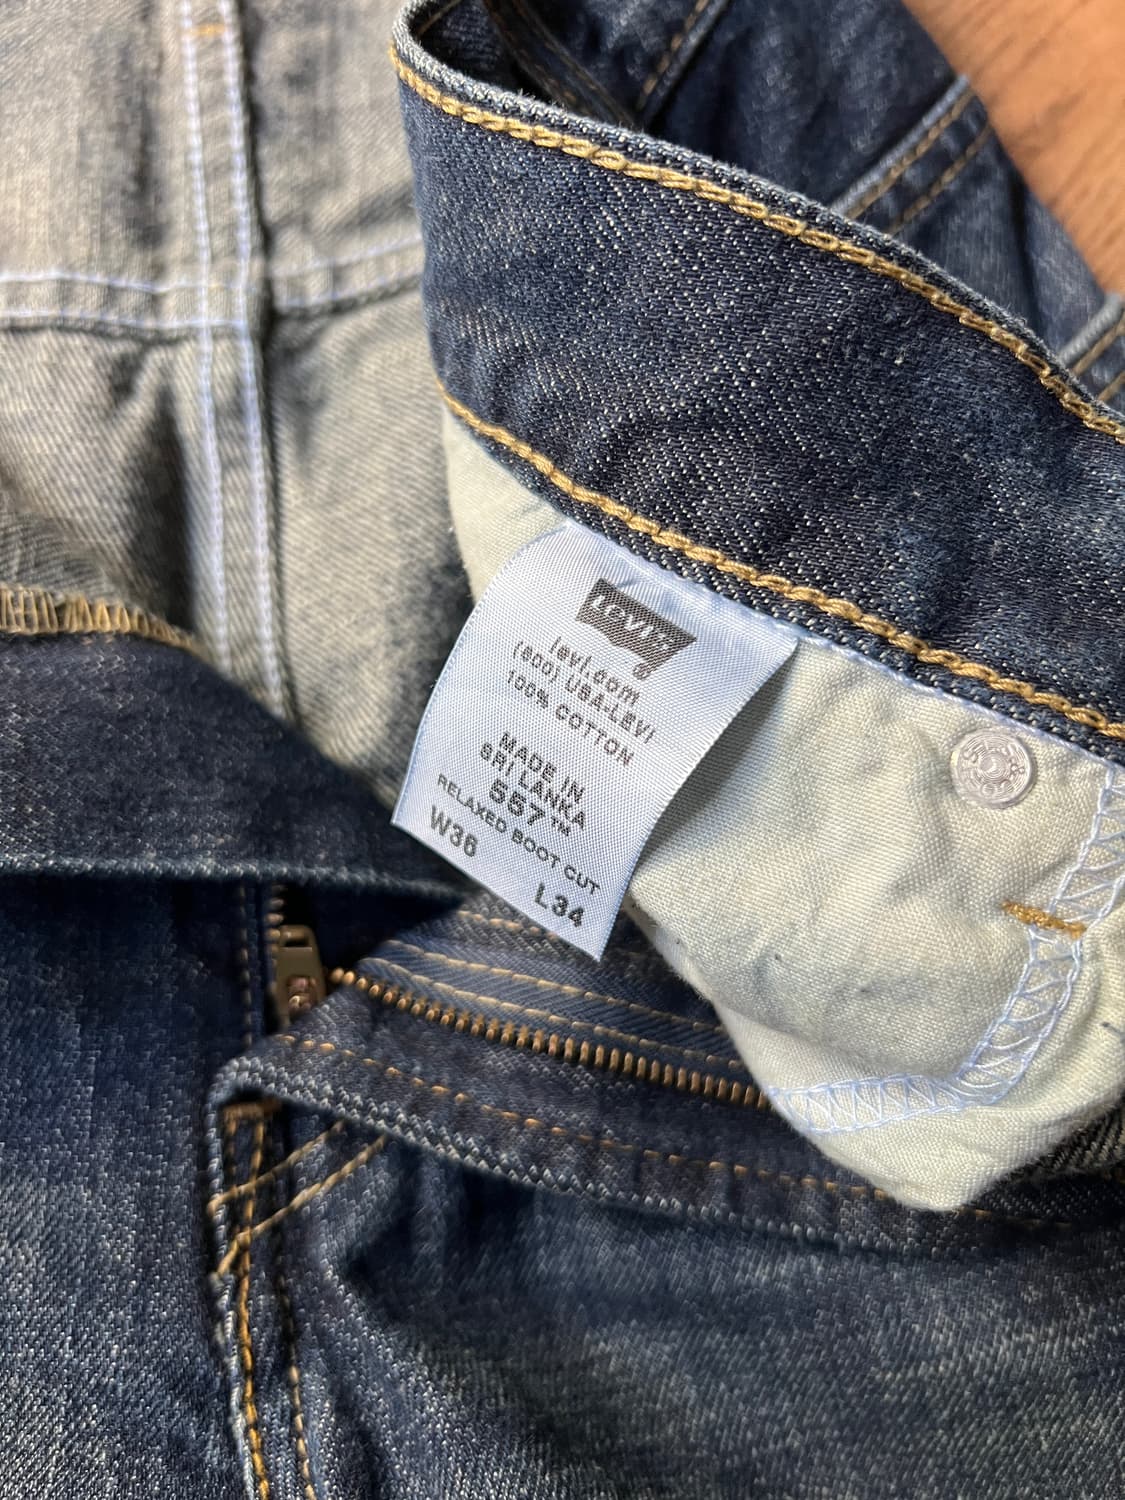 Levi's
levi.com
(800) USA-LEVI
100% COTTON
MADE IN
SRI LANKA
557™
RELAXED BOOT CUT
W36
L34